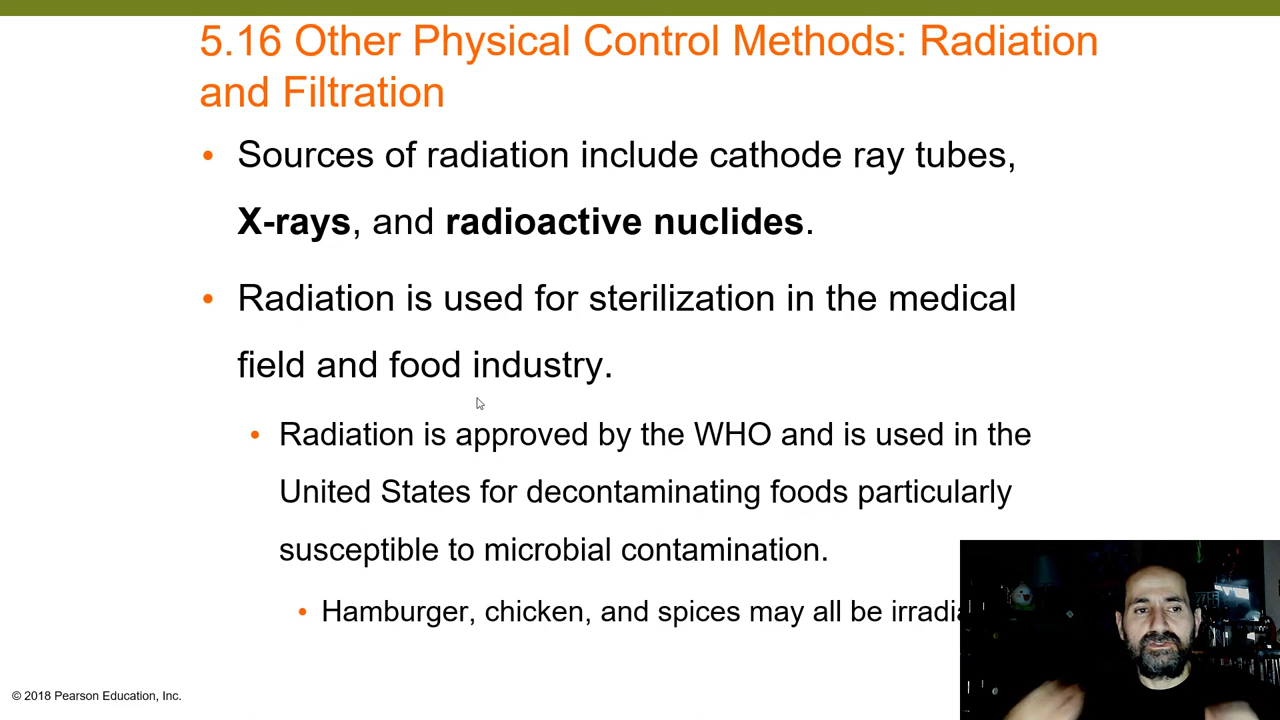 5.16 Other Physical Control Methods: Radiation
and Filtration
• Sources of radiation include cathode ray tubes,
X-rays, and radioactive nuclides.
• Radiation is used for sterilization in the medical
field and food industry.
• Radiation is approved by the WHO and is used in the
United States for decontaminating foods particularly
susceptible to microbial contamination.
• Hamburger, chicken, and spices may all be
© 2018 Pearson Education, Inc.